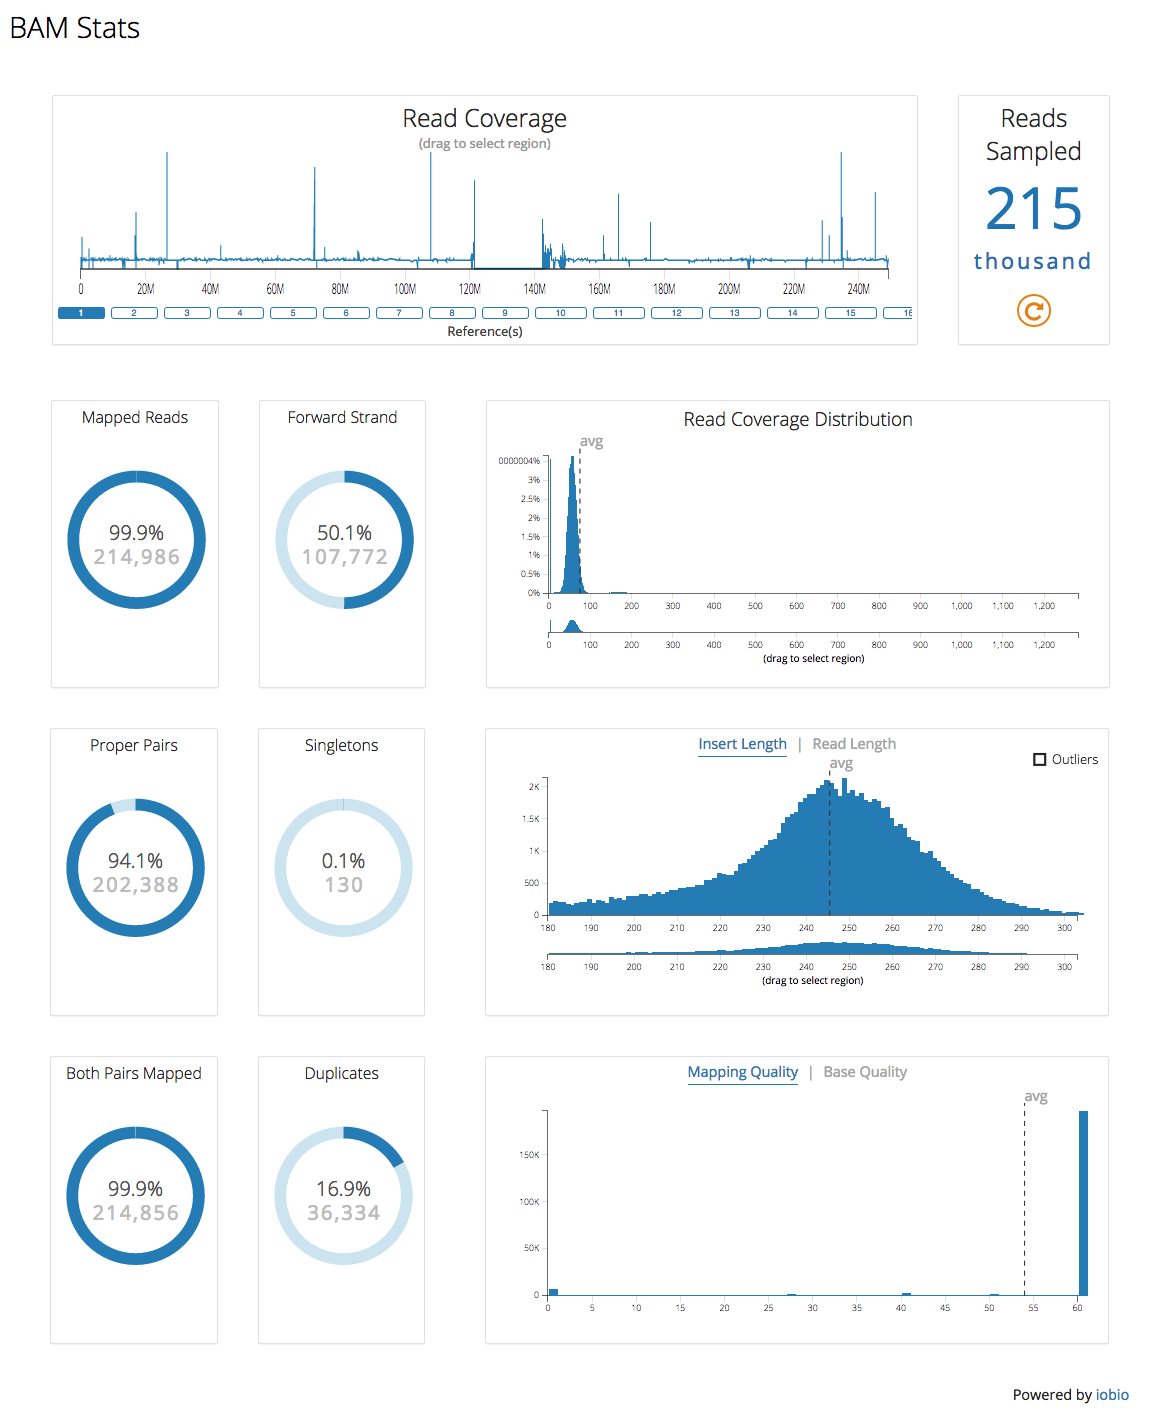 BAM Stats
Read Coverage
(drag to select region)
0 20M 40M 60M 80M 100M 120M 140M 160M 180M 200M 220M 240M
1 2 3 4 5 6 7 8 9 10 11 12 13 14 15 16
Reference(s)
Reads
Sampled
215
thousand
Mapped Reads
99.9%
214,986
Forward Strand
50.1%
107,772
Read Coverage Distribution
avg
0000004%
3%
2.5%
2%
1.5%
1%
0.5%
0%
0 100 200 300 400 500 600 700 800 900 1,000 1,100 1,200
0 100 200 300 400 500 600 700 800 900 1,000 1,100 1,200
(drag to select region)
Proper Pairs
94.1%
202,388
Singletons
0.1%
130
Insert Length | Read Length
avg
Outliers
2K
1.5K
1K
500
0
180 190 200 210 220 230 240 250 260 270 280 290 300
180 190 200 210 220 230 240 250 260 270 280 290 300
(drag to select region)
Both Pairs Mapped
99.9%
214,856
Duplicates
16.9%
36,334
Mapping Quality | Base Quality
avg
150K
100K
50K
0
0 5 10 15 20 25 30 35 40 45 50 55 60
Powered by iobio